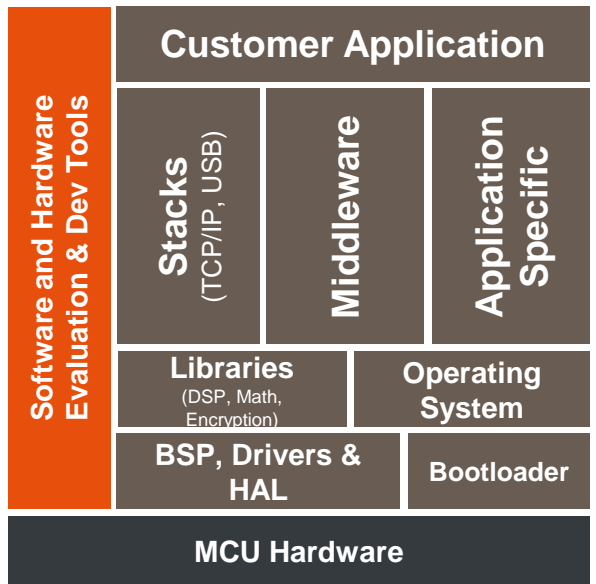 Customer Application
Software and Hardware
Evaluation & Dev Tools
Stacks
(TCP/IP, USB)
Middleware
Application
Specific
Libraries
(DSP, Math,
Encryption)
Operating
System
BSP, Drivers &
HAL
Bootloader
MCU Hardware